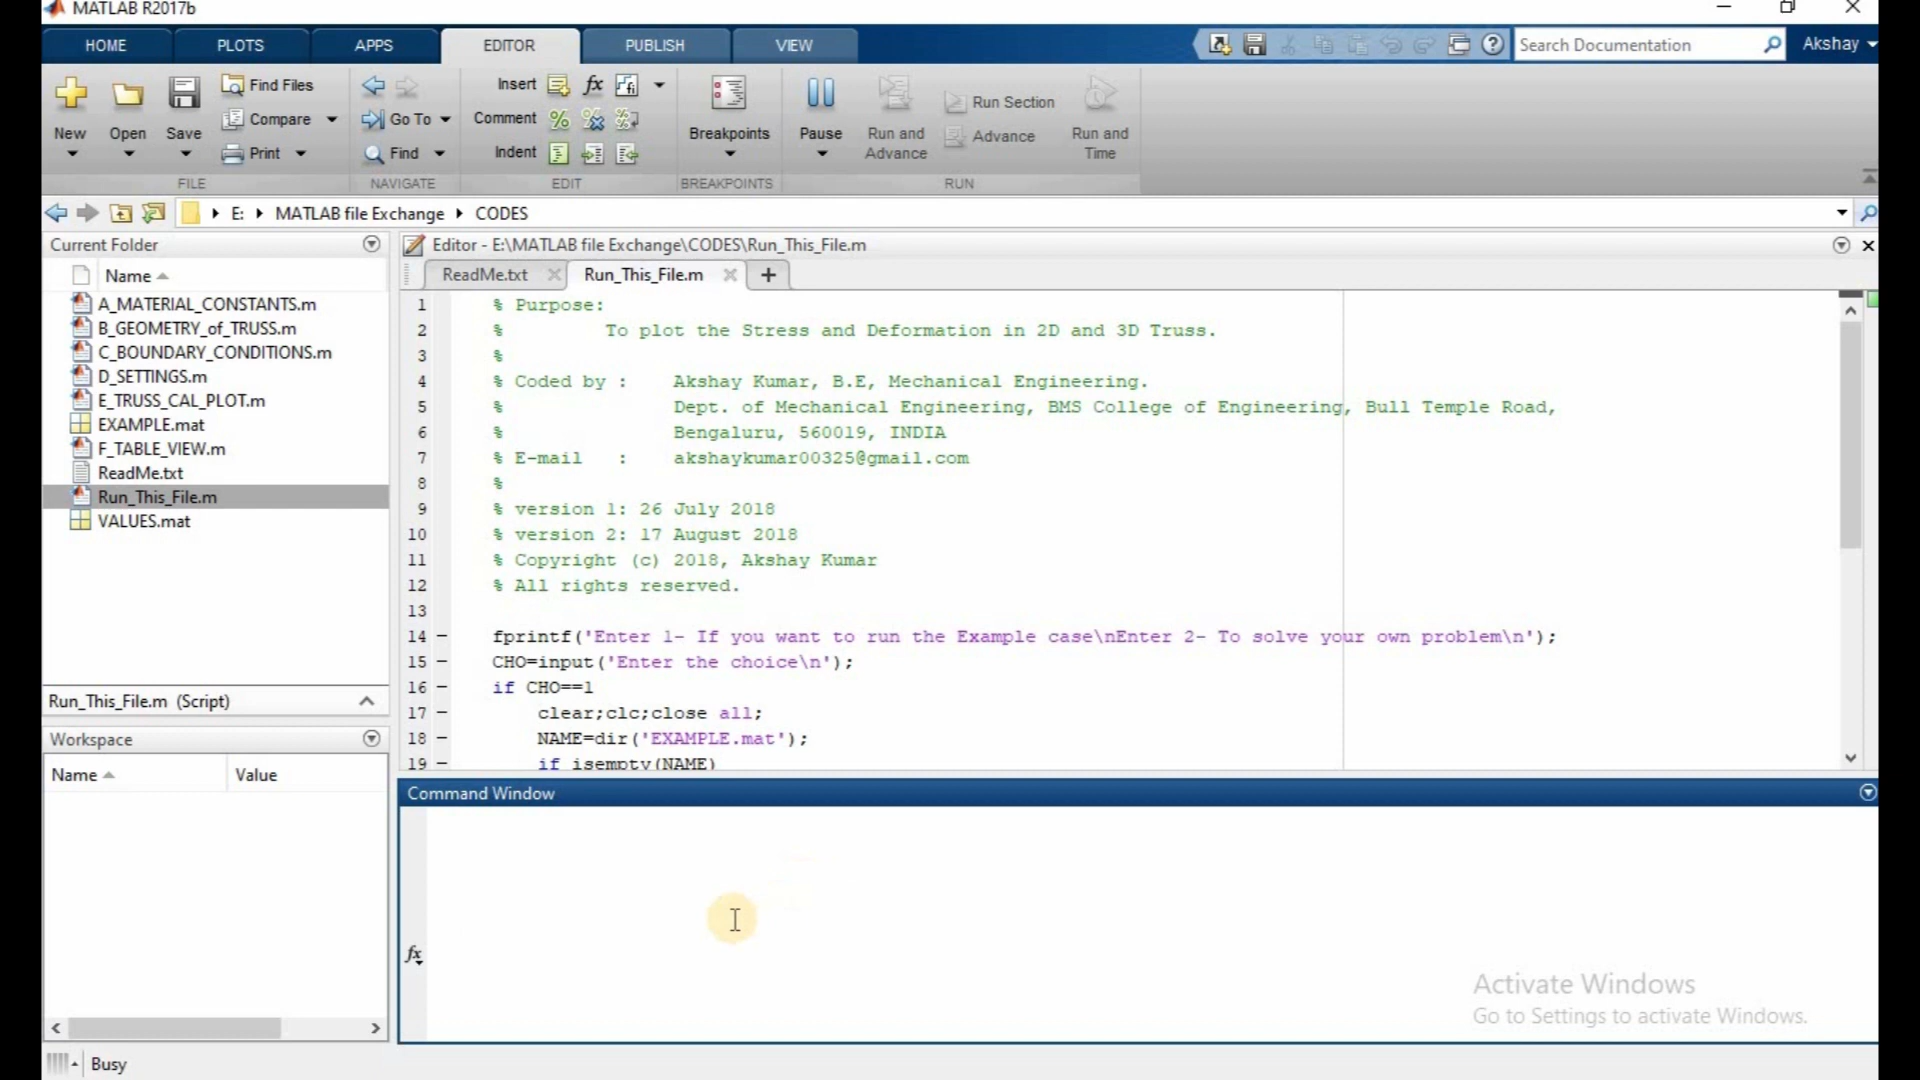 MATLAB R2017b
HOME
PLOTS
APPS
EDITOR
PUBLISH
VIEW
Search Documentation
Akshay
New
Open
Save
Find Files
Compare
Print
FILE
Go To
Find
NAVIGATE
Insert
fx
fi
Comment
%
Indent
EDIT
Breakpoints
BREAKPOINTS
Pause
Run and
Advance
Run Section
Advance
Run and
Time
RUN
E:
MATLAB file Exchange
CODES
Current Folder
Name
A_MATERIAL_CONSTANTS.m
B_GEOMETRY_of_TRUSS.m
C_BOUNDARY_CONDITIONS.m
D_SETTINGS.m
E_TRUSS_CAL_PLOT.m
EXAMPLE.mat
F_TABLE_VIEW.m
ReadMe.txt
Run_This_File.m
VALUES.mat
Run_This_File.m (Script)
Workspace
Name
Value
Editor - E:\MATLAB file Exchange\CODES\Run_This_File.m
ReadMe.txt
Run_This_File.m
1 % Purpose:
2 % To plot the Stress and Deformation in 2D and 3D Truss.
3 %
4 % Coded by : Akshay Kumar, B.E, Mechanical Engineering.
5 % Dept. of Mechanical Engineering, BMS College of Engineering, Bull Temple Road,
6 % Bengaluru, 560019, INDIA
7 % E-mail : akshaykumar00325@gmail.com
8 %
9 % version 1: 26 July 2018
10 % version 2: 17 August 2018
11 % Copyright (c) 2018, Akshay Kumar
12 % All rights reserved.
13
14 – fprintf('Enter 1- If you want to run the Example case\nEnter 2- To solve your own problem\n');
15 – CHO=input('Enter the choice\n');
16 – if CHO==1
17 – clear;clc;close all;
18 – NAME=dir('EXAMPLE.mat');
19 – if isempty(NAME)
Command Window
fx
Activate Windows
Go to Settings to activate Windows.
Busy